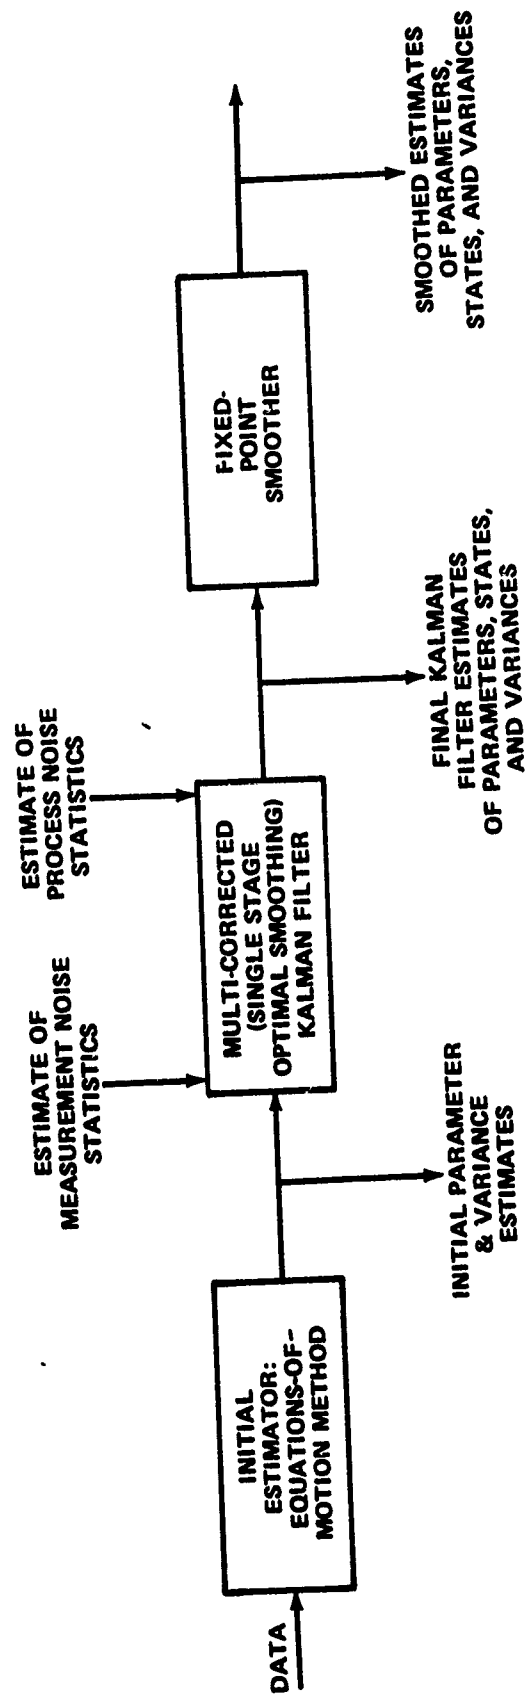 DATA
INITIAL
ESTIMATOR:
EQUATIONS-OF-
MOTION METHOD
INITIAL PARAMETER
& VARIANCE
ESTIMATES
ESTIMATE OF
MEASUREMENT NOISE
STATISTICS
ESTIMATE OF
PROCESS NOISE
STATISTICS
MULTI-CORRECTED
(SINGLE STAGE
OPTIMAL SMOOTHING)
KALMAN FILTER
FINAL KALMAN
FILTER ESTIMATES
OF PARAMETERS, STATES,
AND VARIANCES
FIXED-
POINT
SMOOTHER
SMOOTHED ESTIMATES
OF PARAMETERS,
STATES, AND VARIANCES